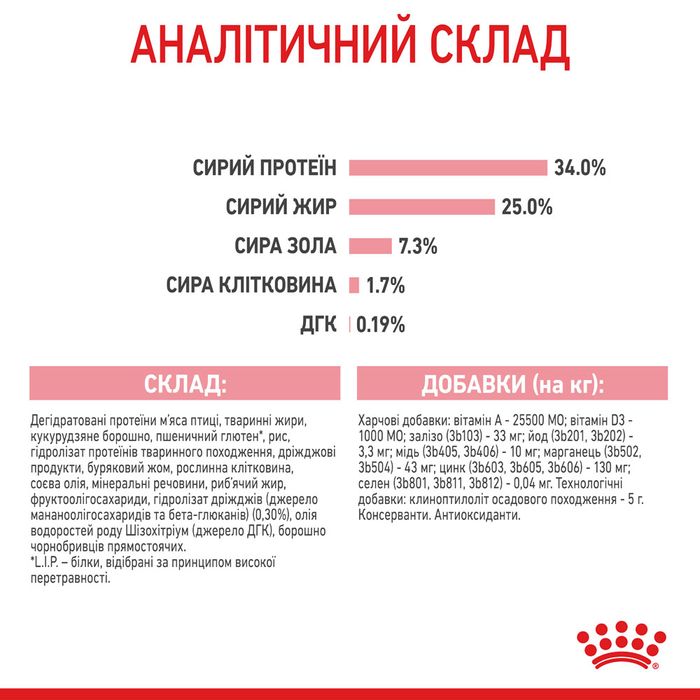 АНАЛІТИЧНИЙ СКЛАД
СИРИЙ ПРОТЕЇН 34.0%
СИРИЙ ЖИР 25.0%
СИРА ЗОЛА 7.3%
СИРА КЛІТКОВИНА 1.7%
ДГК 0.19%
СКЛАД:
Дегідратовані протеїни м’яса птиці, тваринні жири,
кукурудзяне борошно, пшеничний глютен*, рис,
гідролізат протеїнів тваринного походження, дріжджові
продукти, буряковий жом, рослинна клітковина,
соєва олія, мінеральні речовини, риб’ячий жир,
фруктоолігосахариди, гідролізат дріжджів (джерело
мананоолігосахаридів та бета-глюканів) (0,30%), олія
водоростей роду Шізохітріум (джерело ДГК), борошно
чорнобривців прямостоячих.
*L.I.P. – білки, відібрані за принципом високої
перетравності.
ДОБАВКИ (на кг):
Харчові добавки: вітамін А - 25500 МО; вітамін D3 -
1000 МО; залізо (3b103) - 33 мг; йод (3b201, 3b202) -
3,3 мг; мідь (3b405, 3b406) - 10 мг; марганець (3b502,
3b504) - 43 мг; цинк (3b603, 3b605, 3b606) - 130 мг;
селен (3b801, 3b811, 3b812) - 0,04 мг. Технологічні
добавки: клиноптилоліт осадового походження - 5 г.
Консерванти. Антиоксиданти.